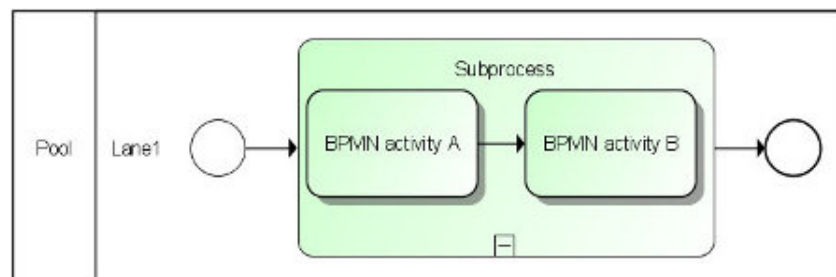 Pool
Lane1
Subprocess
BPMN activity A
BPMN activity B